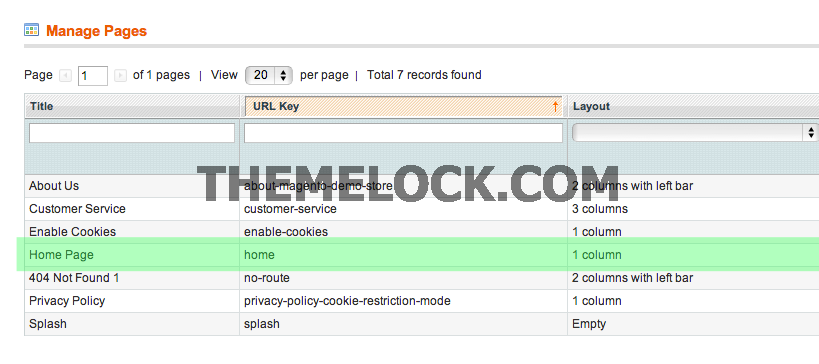 Manage Pages
Page 1 of 1 pages | View 20 per page | Total 7 records found
Title URL Key Layout
THEMELOCK.COM
About Us about-magento-demo-store 2 columns with left bar
Customer Service customer-service 3 columns
Enable Cookies enable-cookies 1 column
Home Page home 1 column
404 Not Found 1 no-route 2 columns with left bar
Privacy Policy privacy-policy-cookie-restriction-mode 1 column
Splash splash Empty